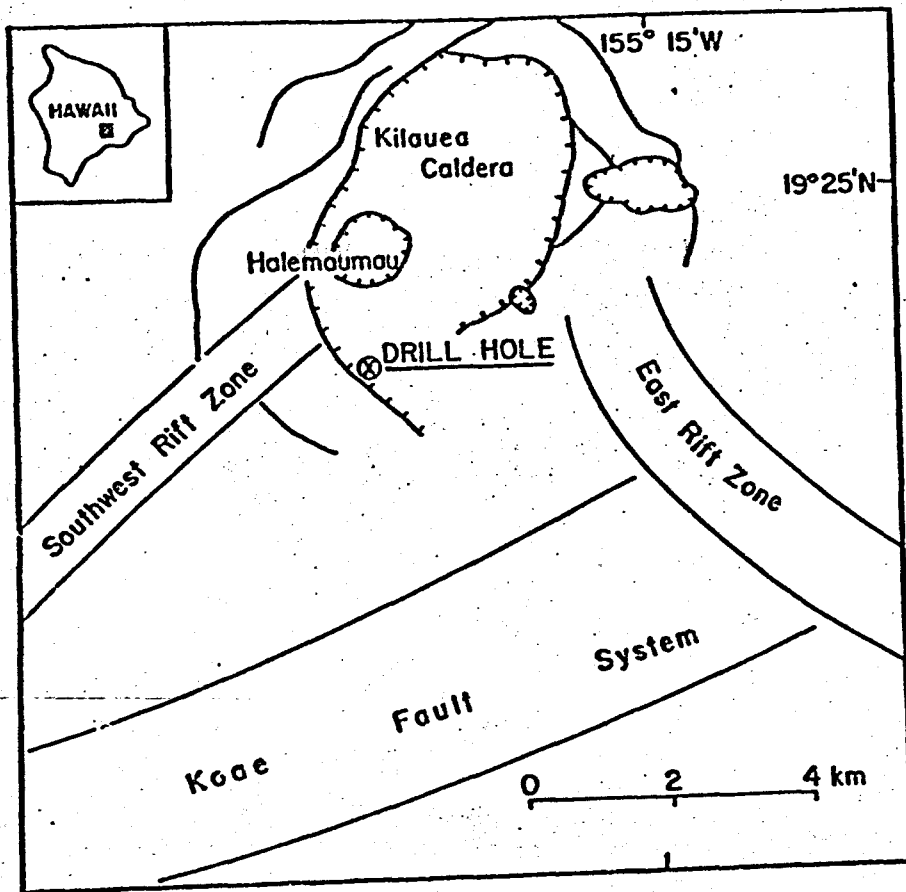 155° 15'W
HAWAII
Kilauea
Caldera
19°25'N
Halemaumau
DRILL HOLE
Southwest Rift Zone
East Rift Zone
Koae Fault System
0 2 4 km